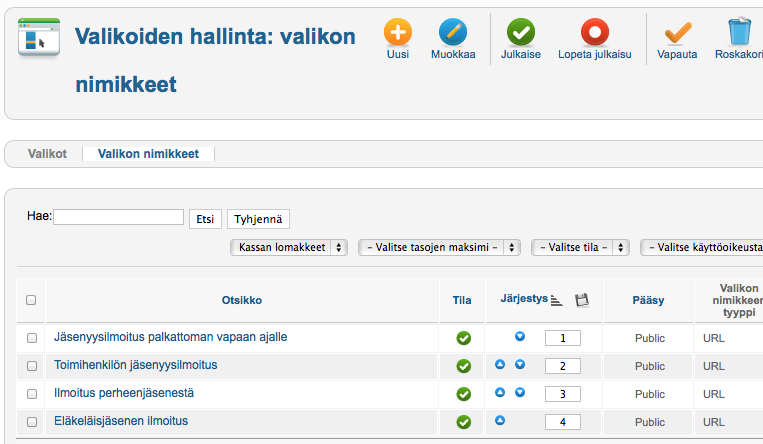 Valikoiden hallinta: valikon
nimikkeet
Uusi
Muokkaa
Julkaise
Lopeta julkaisu
Vapauta
Roskakori
Valikot
Valikon nimikkeet
Hae:
Etsi
Tyhjennä
Kassan lomakkeet
– Valitse tasojen maksimi –
– Valitse tila –
– Valitse käyttöoikeusta
Otsikko
Tila
Järjestys
Pääsy
Valikon
nimikkeen
tyyppi
Jäsenyysilmoitus palkattoman vapaan ajalle 1 Public URL
Toimihenkilön jäsenyysilmoitus 2 Public URL
Ilmoitus perheenjäsenestä 3 Public URL
Eläkeläisjäsenen ilmoitus 4 Public URL